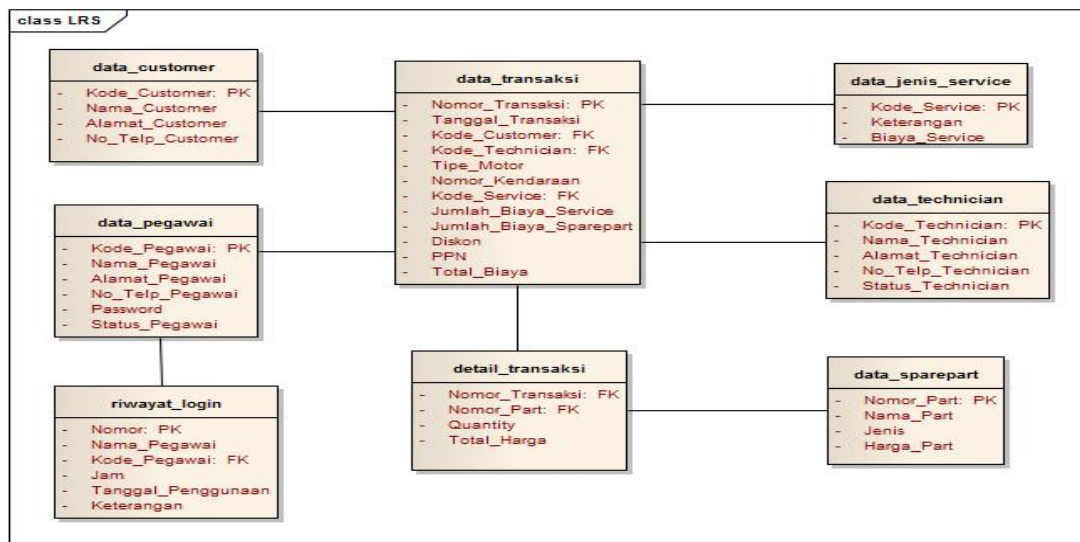 class LRS
data_customer
- Kode_Customer: PK
- Nama_Customer
- Alamat_Customer
- No_Telp_Customer
data_transaksi
- Nomor_Transaksi: PK
- Tanggal_Transaksi
- Kode_Customer: FK
- Kode_Technician: FK
- Tipe_Motor
- Nomor_Kendaraan
- Kode_Service: FK
- Jumlah_Biaya_Service
- Jumlah_Biaya_Sparepart
- Diskon
- PPN
- Total_Biaya
data_jenis_service
- Kode_Service: PK
- Keterangan
- Biaya_Service
data_pegawai
- Kode_Pegawai: PK
- Nama_Pegawai
- Alamat_Pegawai
- No_Telp_Pegawai
- Password
- Status_Pegawai
data_technician
- Kode_Technician: PK
- Nama_Technician
- Alamat_Technician
- No_Telp_Technician
- Status_Technician
riwayat_login
- Nomor: PK
- Nama_Pegawai
- Kode_Pegawai: FK
- Jam
- Tanggal_Penggunaan
- Keterangan
detail_transaksi
- Nomor_Transaksi: FK
- Nomor_Part: FK
- Quantity
- Total_Harga
data_sparepart
- Nomor_Part: PK
- Nama_Part
- Jenis
- Harga_Part